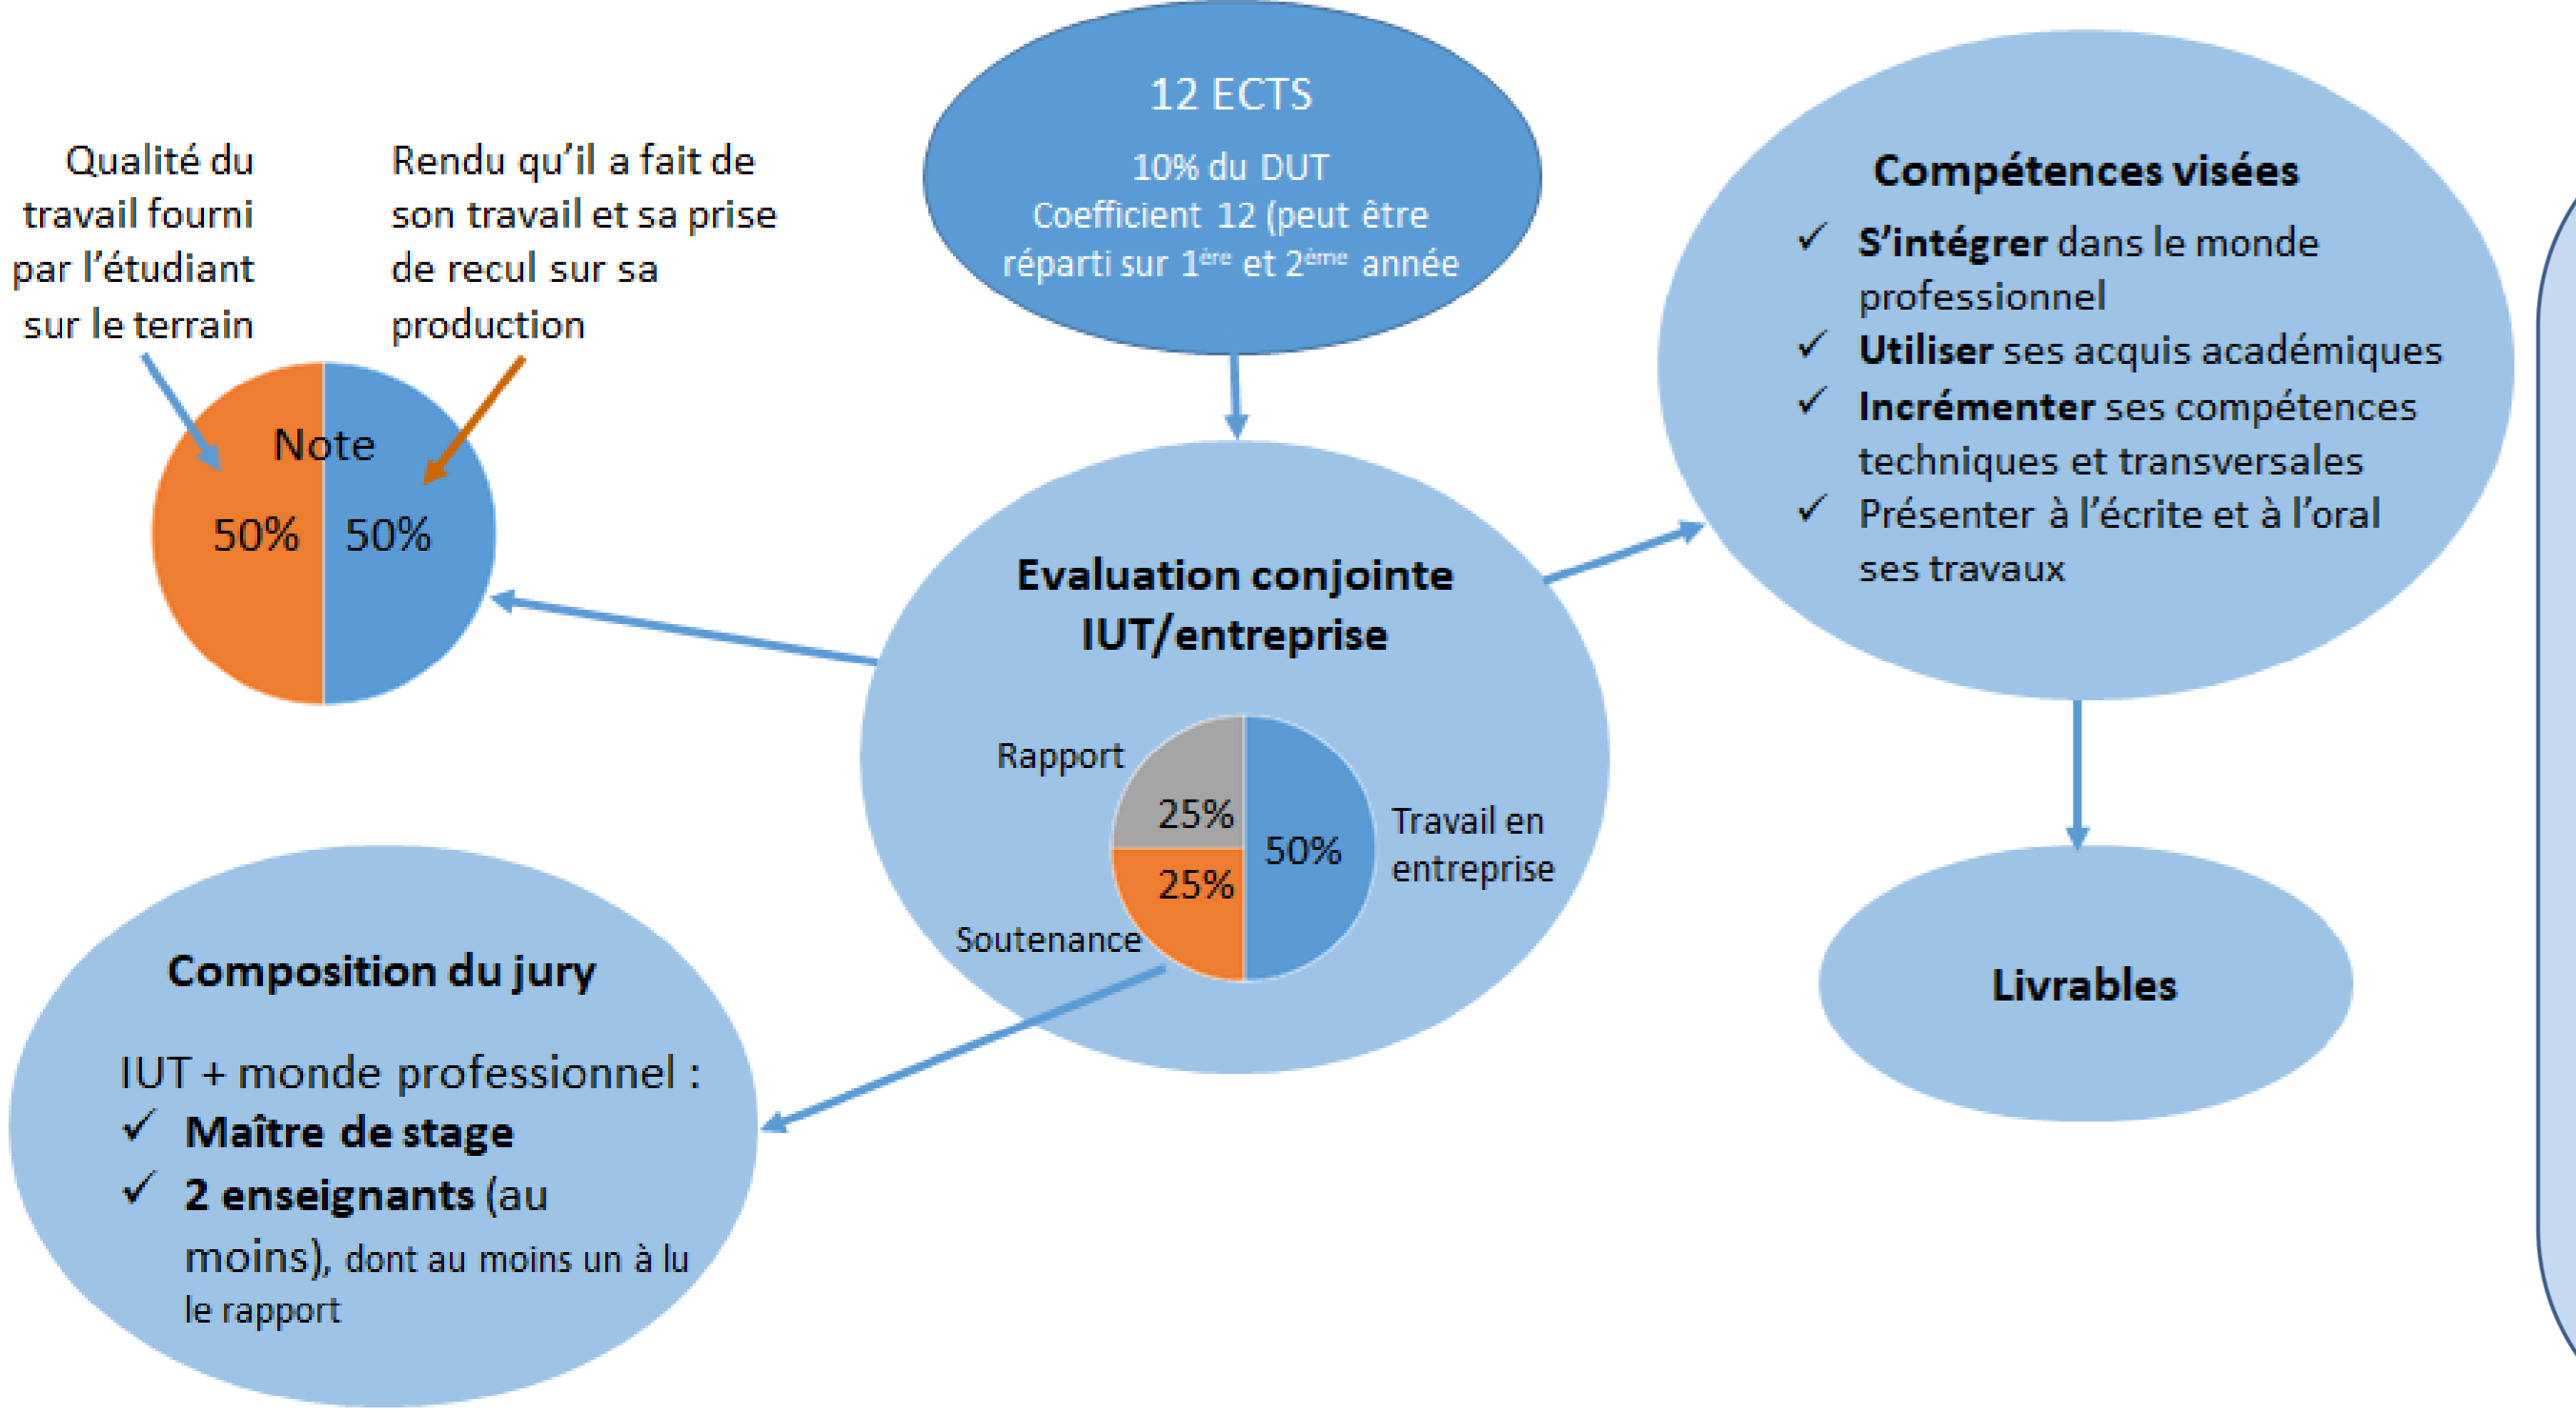 12 ECTS
10% du DUT
Coefficient 12 (peut être
réparti sur 1ère et 2ème année
Qualité du
travail fourni
par l'étudiant
sur le terrain
Rendu qu'il a fait de
son travail et sa prise
de recul sur sa
production
Note
50%
50%
Evaluation conjointe
IUT/entreprise
Rapport
25%
50%
Travail en
entreprise
25%
Soutenance
Compétences visées
✓ S'intégrer dans le monde
professionnel
✓ Utiliser ses acquis académiques
✓ Incrémenter ses compétences
techniques et transversales
✓ Présenter à l'écrite et à l'oral
ses travaux
Composition du jury
IUT + monde professionnel :
✓ Maître de stage
✓ 2 enseignants (au
moins), dont au moins un à lu
le rapport
Livrables